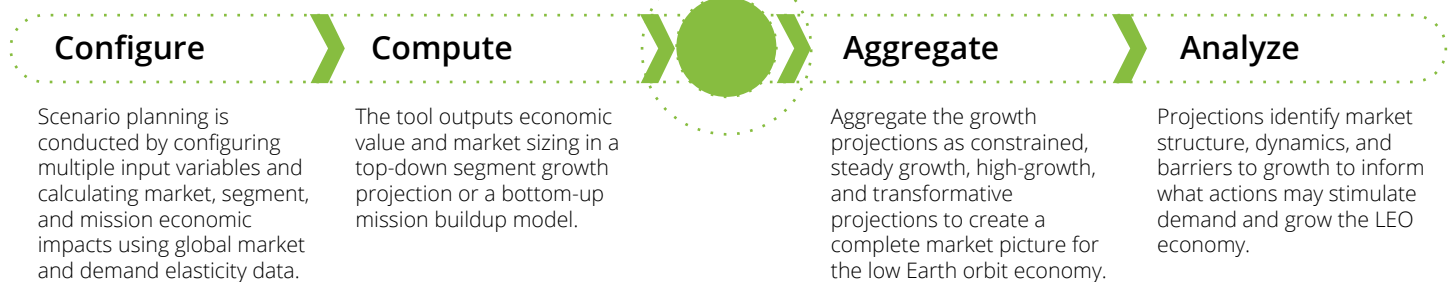 Configure
Scenario planning is
conducted by configuring
multiple input variables and
calculating market, segment,
and mission economic
impacts using global market
and demand elasticity data.
Compute
The tool outputs economic
value and market sizing in a
top-down segment growth
projection or a bottom-up
mission buildup model.
Aggregate
Aggregate the growth
projections as constrained,
steady growth, high-growth,
and transformative
projections to create a
complete market picture for
the low Earth orbit economy.
Analyze
Projections identify market
structure, dynamics, and
barriers to growth to inform
what actions may stimulate
demand and grow the LEO
economy.